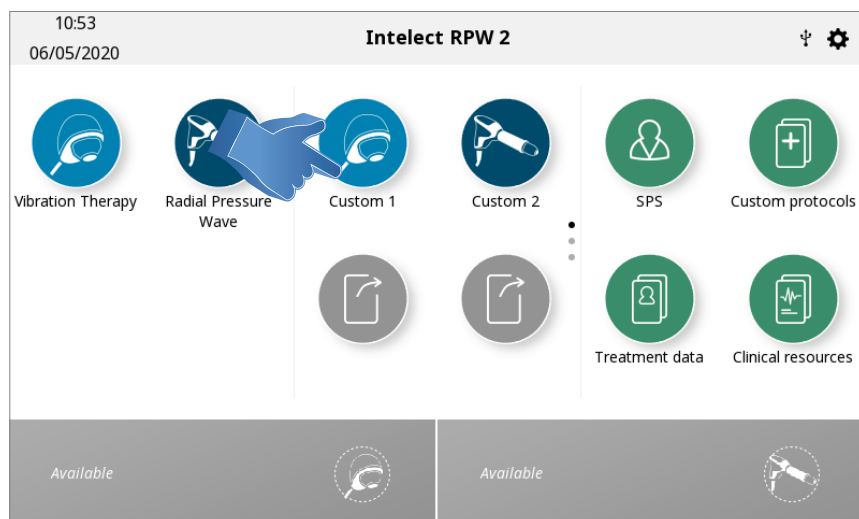 10:53
06/05/2020
Intelect RPW 2
Vibration Therapy
Radial Pressure
Wave
Custom 1
Custom 2
SPS
Custom protocols
Treatment data
Clinical resources
Available
Available